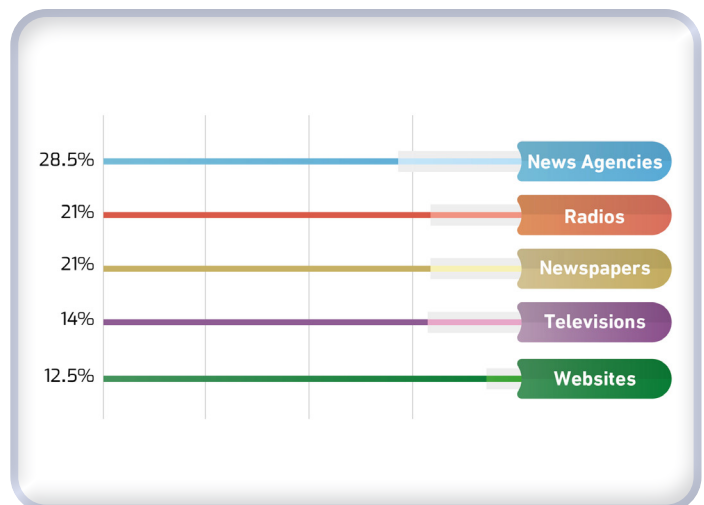 28.5% News Agencies
21% Radios
21% Newspapers
14% Televisions
12.5% Websites